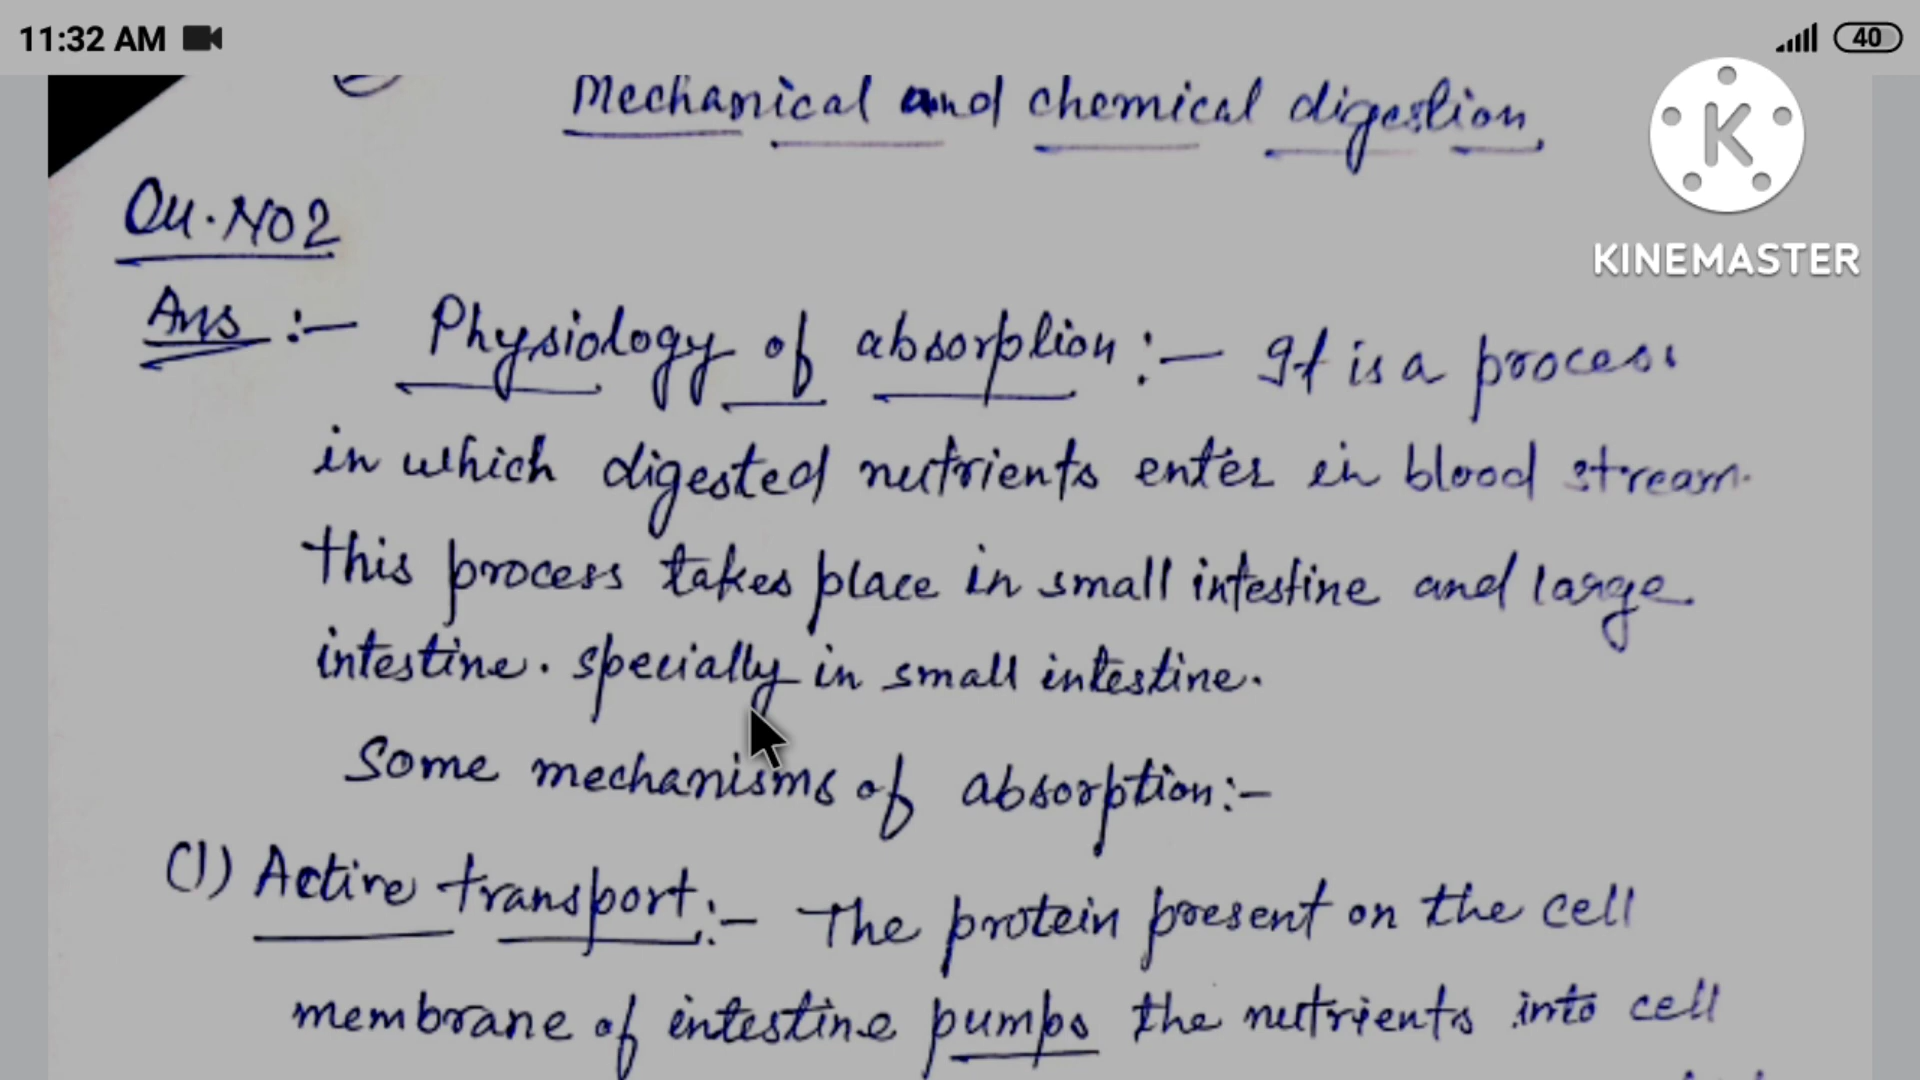 11:32 AM
40
Mechanical and chemical digestion
KINEMASTER
Qu. NO 2
Ans :- Physiology of absorption :- It is a process
in which digested nutrients enter in blood stream.
This process takes place in small intestine and large
intestine. specially in small intestine.
Some mechanisms of absorption:-
(1) Active transport:- The protein present on the cell
membrane of intestine pumps the nutrients into cell